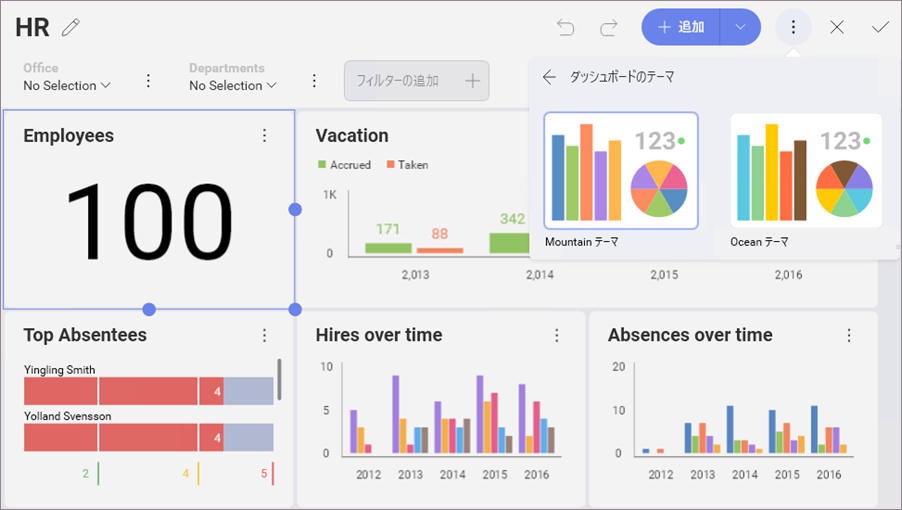 HR
追加
Office
No Selection
Departments
No Selection
フィルターの追加
ダッシュボードのテーマ
123
Mountain テーマ
123
Ocean テーマ
Employees
100
Vacation
Accrued Taken
1K
171
88
342
0
2,013 2,014 2,015 2,016
Top Absentees
Yingling Smith
4
Yolland Svensson
4
2 4 5
Hires over time
10
5
0
2012 2013 2014 2015 2016
Absences over time
20
10
0
2012 2013 2014 2015 2016